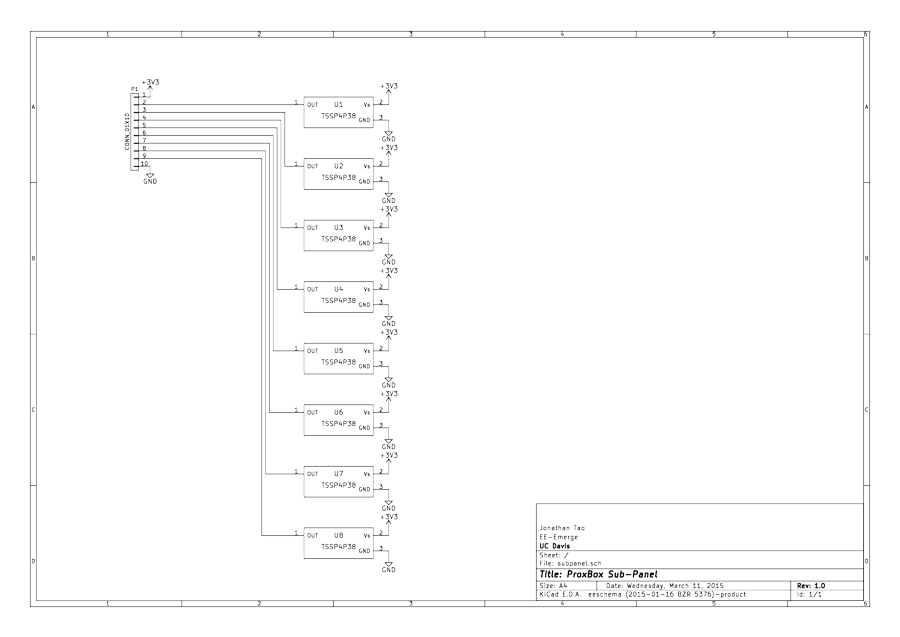 1 2 3 4 5 6
A A
+3V3
P1
CONN_01X10
1
2
3
4
5
6
7
8
9
10
GND
+3V3
1 OUT U1 Vs 2
TSSP4P38 GND 3
GND
+3V3
1 OUT U2 Vs 2
TSSP4P38 GND 3
GND
+3V3
1 OUT U3 Vs 2
TSSP4P38 GND 3
GND
B B
+3V3
1 OUT U4 Vs 2
TSSP4P38 GND 3
GND
+3V3
1 OUT U5 Vs 2
TSSP4P38 GND 3
GND
+3V3
C C
1 OUT U6 Vs 2
TSSP4P38 GND 3
GND
+3V3
1 OUT U7 Vs 2
TSSP4P38 GND 3
GND
+3V3
1 OUT U8 Vs 2
TSSP4P38 GND 3
GND
D D
Jonathan Tao
EE-Emerge
UC Davis
Sheet: /
File: subpanel.sch
Title: ProxBox Sub-Panel
Size: A4 Date: Wednesday, March 11, 2015 Rev: 1.0
KiCad E.D.A. eeschema (2015-01-16 BZR 5376)-product Id: 1/1
1 2 3 4 5 6